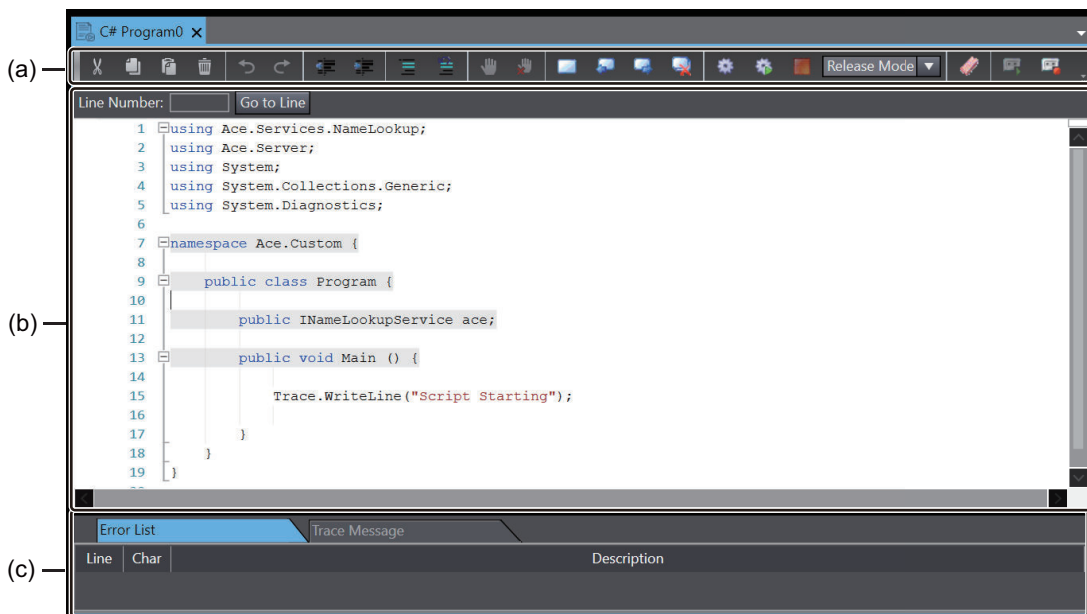 C# Program0
(a)
Release Mode
Line Number: Go to Line
1 using Ace.Services.NameLookup;
2 using Ace.Server;
3 using System;
4 using System.Collections.Generic;
5 using System.Diagnostics;
6
7 namespace Ace.Custom {
8
9 public class Program {
10
(b)
11 public INameLookupService ace;
12
13 public void Main () {
14
15 Trace.WriteLine("Script Starting");
16
17 }
18 }
19 }
Error List Trace Message
Line Char Description
(c)